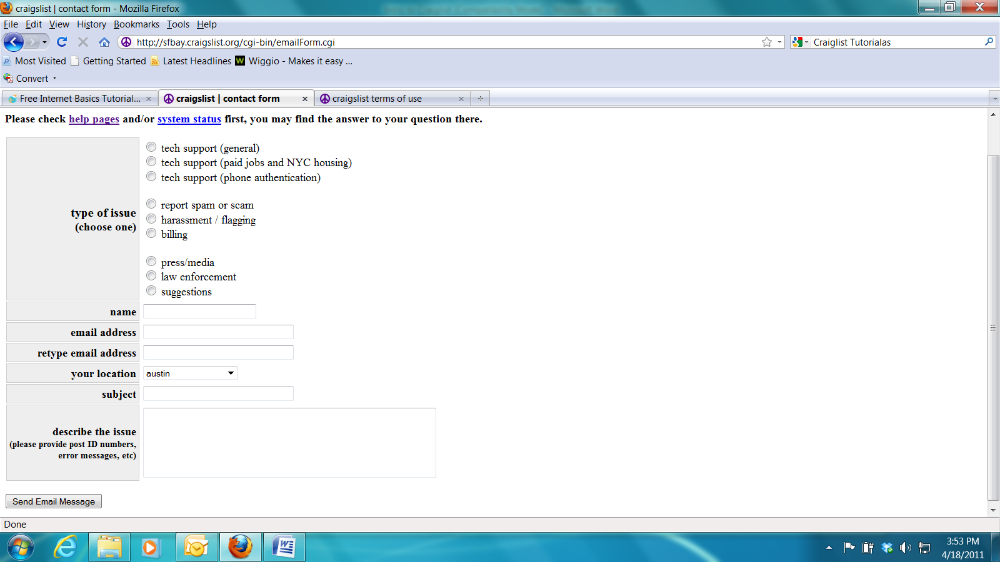 craigslist | contact form - Mozilla Firefox
File Edit View History Bookmarks Tools Help
http://sfbay.craigslist.org/cgi-bin/emailForm.cgi
Craiglist Tutorialas
Most Visited Getting Started Latest Headlines W Wiggio - Makes it easy ...
Convert
Free Internet Basics Tutorial... craigslist | contact form craigslist terms of use
Please check help pages and/or system status first, you may find the answer to your question there.
type of issue
(choose one)
tech support (general)
tech support (paid jobs and NYC housing)
tech support (phone authentication)
report spam or scam
harassment / flagging
billing
press/media
law enforcement
suggestions
name
email address
retype email address
your location austin
subject
describe the issue
(please provide post ID numbers,
error messages, etc)
Send Email Message
Done
3:53 PM
4/18/2011